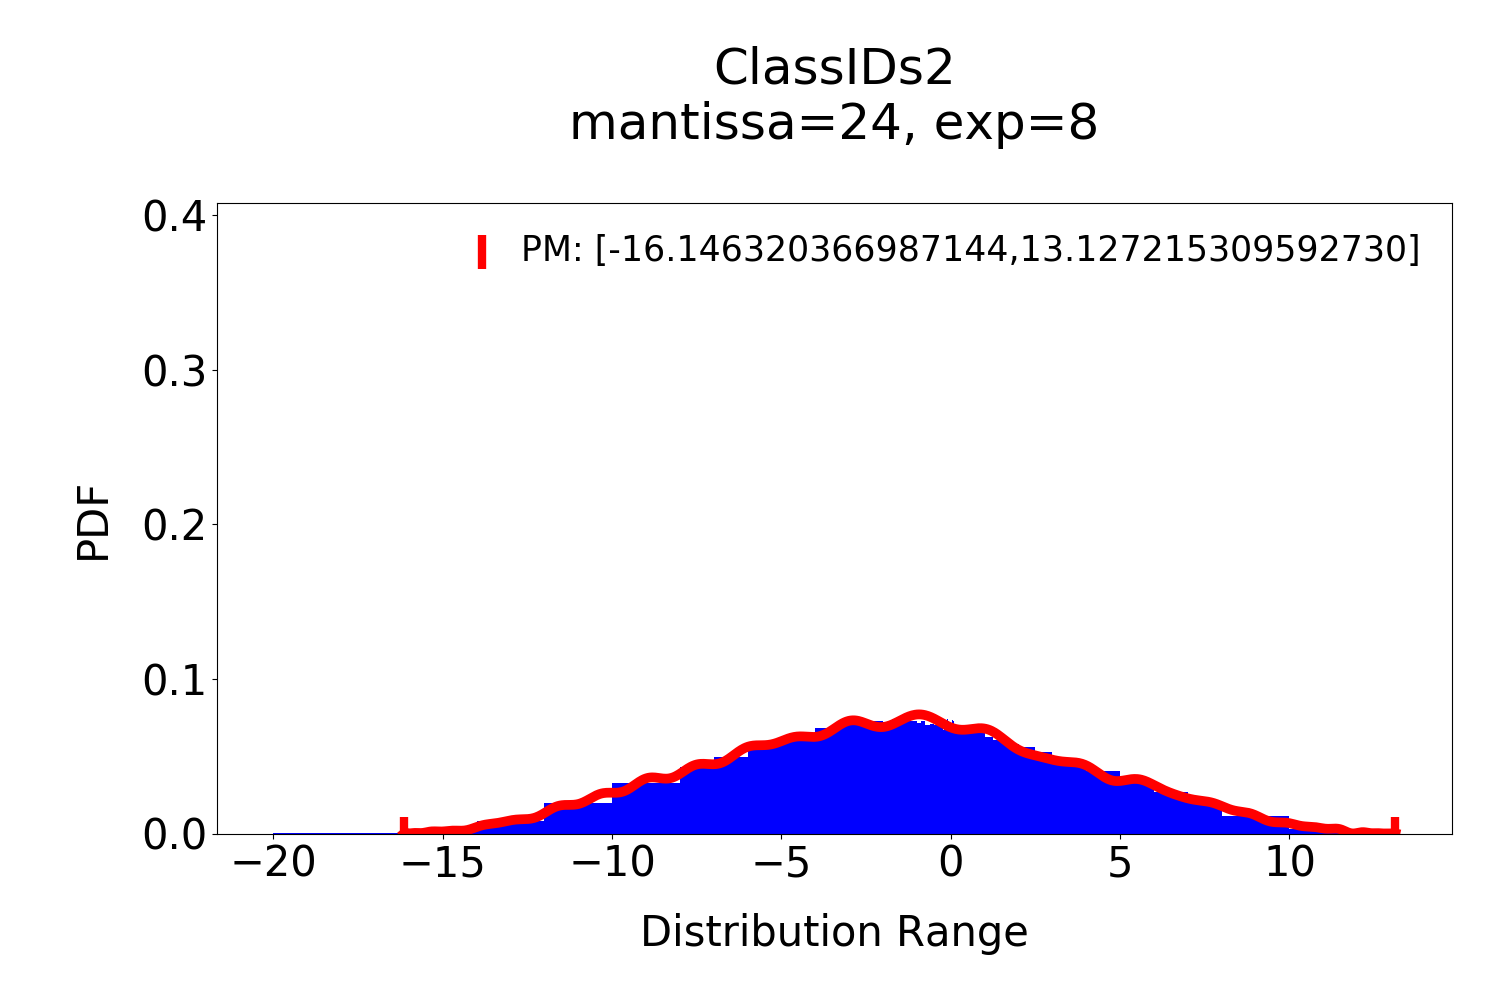 ClassIDs2
mantissa=24, exp=8
PM: [-16.146320366987144,13.127215309592730]
0.4
0.3
0.2
0.1
0.0
PDF
−20 −15 −10 −5 0 5 10
Distribution Range